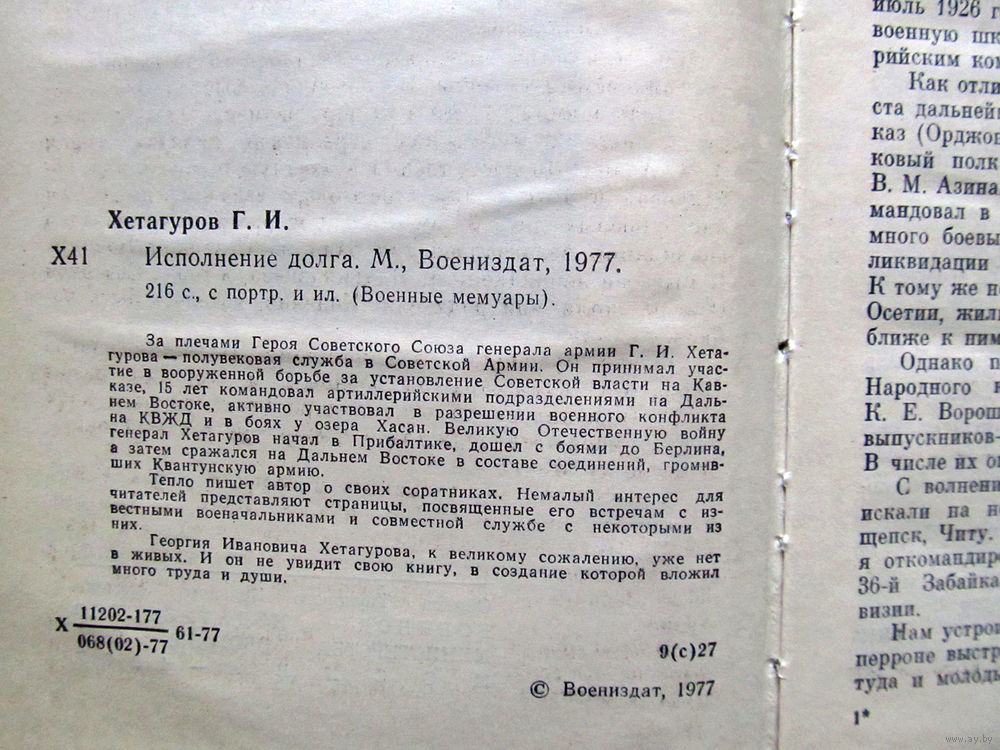 Хетагуров Г. И.
Х41 Исполнение долга. М., Воениздат, 1977.
216 с., с портр. и ил. (Военные мемуары).
За плечами Героя Советского Союза генерала армии Г. И. Хета-
гурова — полувековая служба в Советской Армии. Он принимал учас-
тие в вооруженной борьбе за установление Советской власти на Кав-
казе, 15 лет командовал артиллерийскими подразделениями на Даль-
нем Востоке, активно участвовал в разрешении военного конфликта
на КВЖД и в боях у озера Хасан. Великую Отечественную войну
генерал Хетагуров начал в Прибалтике, дошел с боями до Берлина,
а затем сражался на Дальнем Востоке в составе соединений, громив-
ших Квантунскую армию.
Тепло пишет автор о своих соратниках. Немалый интерес для
читателей представляют страницы, посвященные его встречам с из-
вестными военачальниками и совместной службе с некоторыми из
них.
Георгия Ивановича Хетагурова, к великому сожалению, уже нет
в живых. И он не увидит свою книгу, в создание которой вложил
много труда и души.
Х 11202-177
068(02)-77 61-77
9(с)27
© Воениздат, 1977
июль 1926 г
военную шк
рийским ком
Как отли
ста дальней
каз (Орджон
ковый полк
В. М. Азина
мандовал в
много боевы
ликвидации
К тому же н
Осетии, жил
ближе к ним
Однако п
Народного к
К. Е. Ворош
выпускников-
В числе их о
С волнени
искали на н
щепск, Читу.
я откомандир
36-й Забайка
визии.
Нам устрои
перроне выстр
туда и молодь
1*
www.ay.by